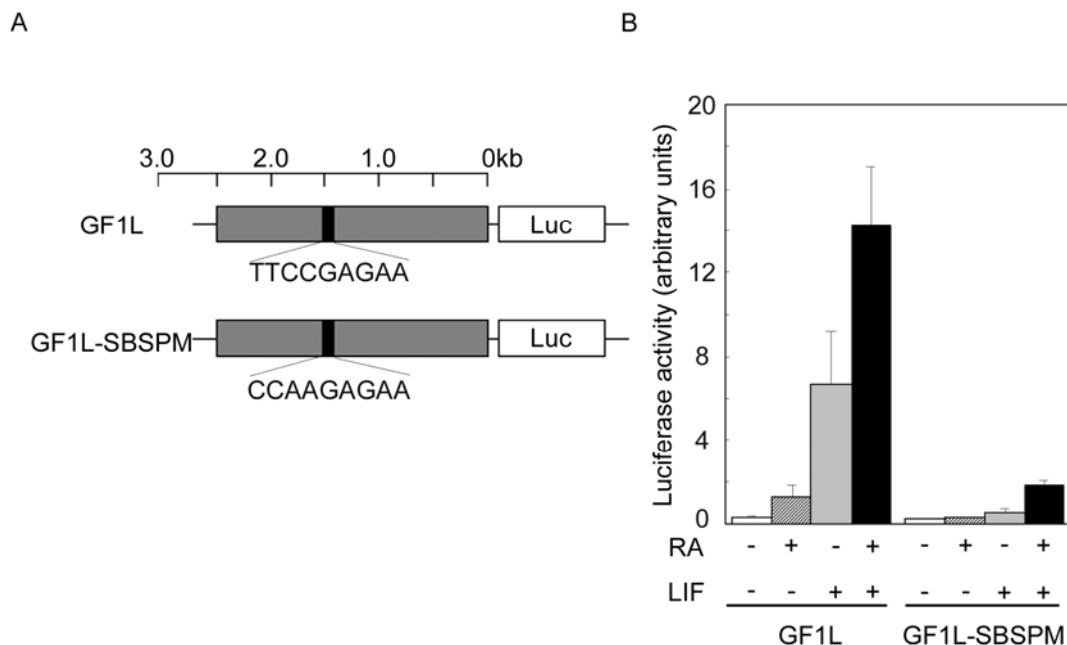 A
3.0 2.0 1.0 0kb
GF1L
Luc
TTCCGAGAA
GF1L-SBSPM
Luc
CCAAGAGAA
B
Luciferase activity (arbitrary units)
20
16
12
8
4
0
RA - + - + - + - +
LIF - - + + - - + +
GF1L GF1L-SBSPM